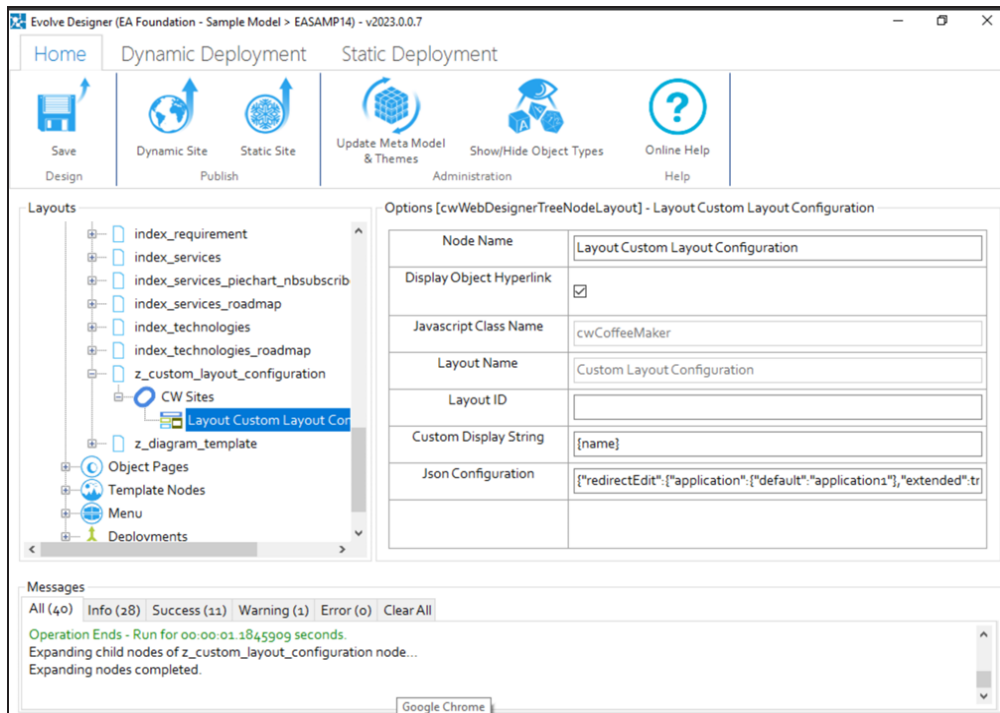 Evolve Designer (EA Foundation - Sample Model > EASAMP14) - v2023.0.0.7
Home Dynamic Deployment Static Deployment
Save
Dynamic Site
Static Site
Update Meta Model
& Themes
Show/Hide Object Types
Online Help
Design
Publish
Administration
Help
Layouts
index_requirement
index_services
index_services_piechart_nbsubscrib
index_services_roadmap
index_technologies
index_technologies_roadmap
z_custom_layout_configuration
CW Sites
Layout Custom Layout Con
z_diagram_template
Object Pages
Template Nodes
Menu
Deployments
Options [cwWebDesignerTreeNodeLayout] - Layout Custom Layout Configuration
Node Name
Layout Custom Layout Configuration
Display Object Hyperlink
Javascript Class Name
cwCoffeeMaker
Layout Name
Custom Layout Configuration
Layout ID
Custom Display String
{name}
Json Configuration
{"redirectEdit":{"application":{"default":"application1"},"extended":tr
Messages
All (40) Info (28) Success (11) Warning (1) Error (0) Clear All
Operation Ends - Run for 00:00:01.1845909 seconds.
Expanding child nodes of z_custom_layout_configuration node...
Expanding nodes completed.
Google Chrome